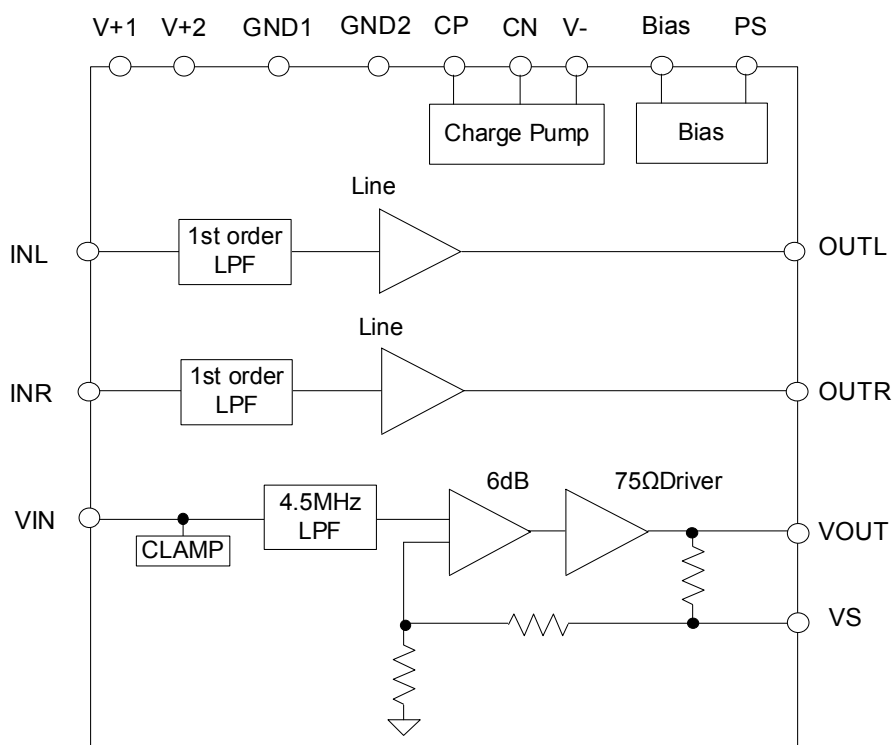 V+1 V+2 GND1 GND2 CP CN V- Bias PS
Charge Pump
Bias
Line
INL
1st order
LPF
OUTL
Line
INR
1st order
LPF
OUTR
6dB
75ΩDriver
VIN
4.5MHz
LPF
VOUT
CLAMP
VS